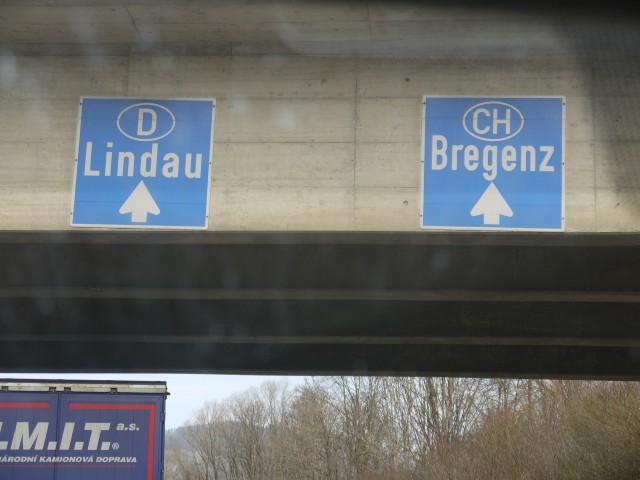 D
Lindau
CH
Bregenz
.M.I.T.® a.s.
NÁRODNÍ KAMIONOVÁ DOPRAVA